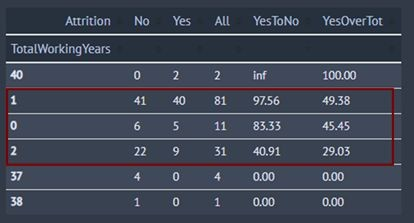 Attrition No Yes All YesToNo YesOverTot
TotalWorkingYears
40 0 2 2 inf 100.00
1 41 40 81 97.56 49.38
0 6 5 11 83.33 45.45
2 22 9 31 40.91 29.03
37 4 0 4 0.00 0.00
38 1 0 1 0.00 0.00